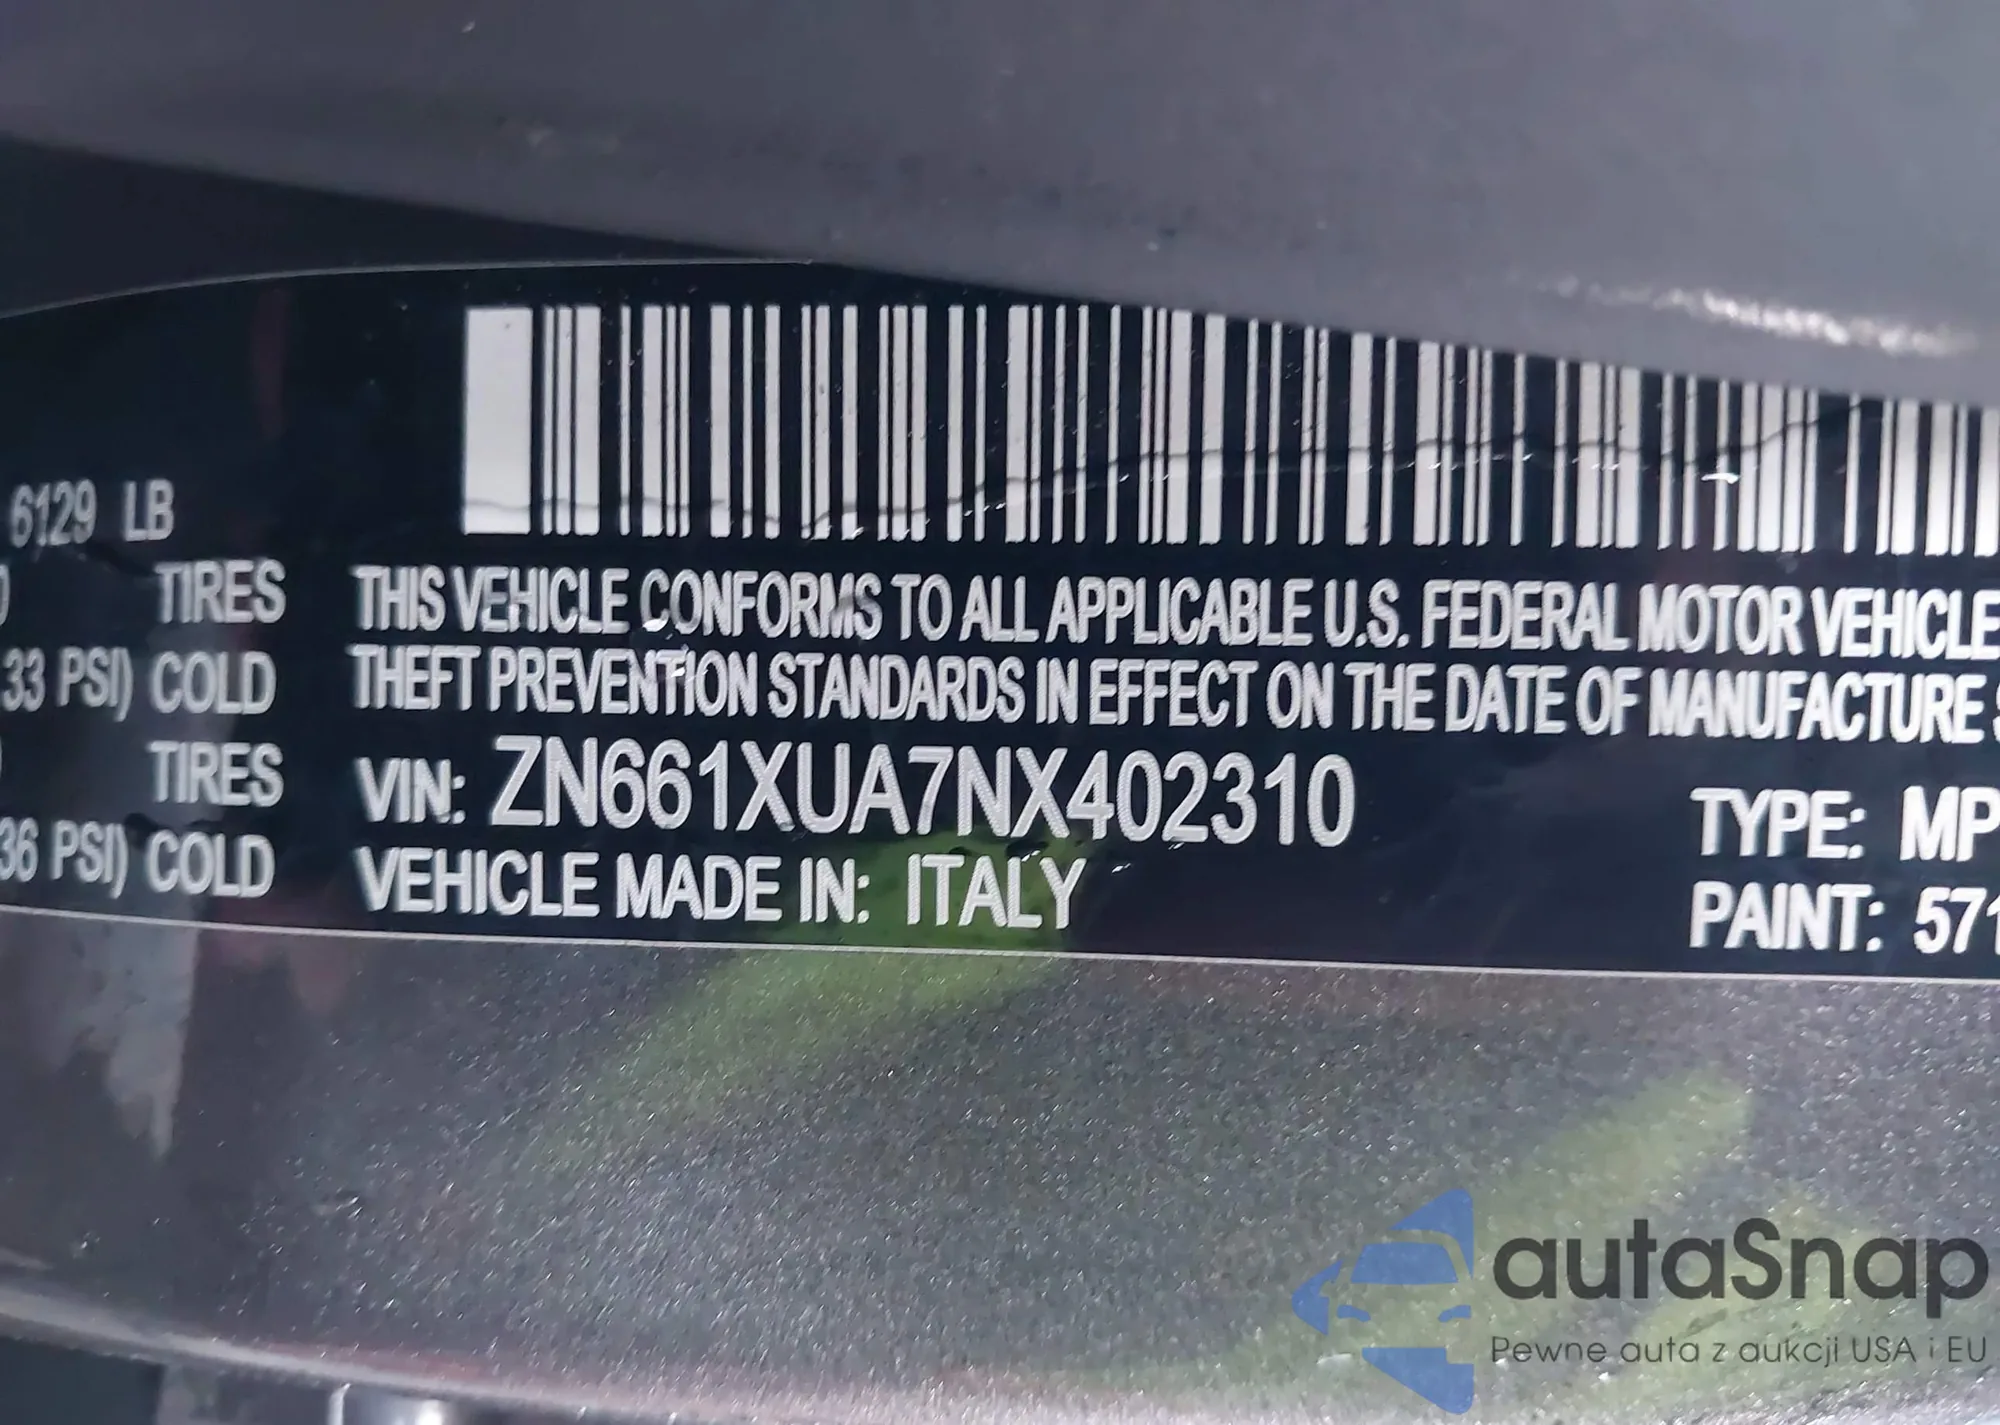 6129 LB
TIRES
33 PSI) COLD
TIRES
36 PSI) COLD
THIS VEHICLE CONFORMS TO ALL APPLICABLE U.S. FEDERAL MOTOR VEHICLE
THEFT PREVENTION STANDARDS IN EFFECT ON THE DATE OF MANUFACTURE
VIN: ZN661XUA7NX402310
VEHICLE MADE IN: ITALY
TYPE: MP
PAINT: 571
autaSnap
Pewne auta z aukcji USA i EU